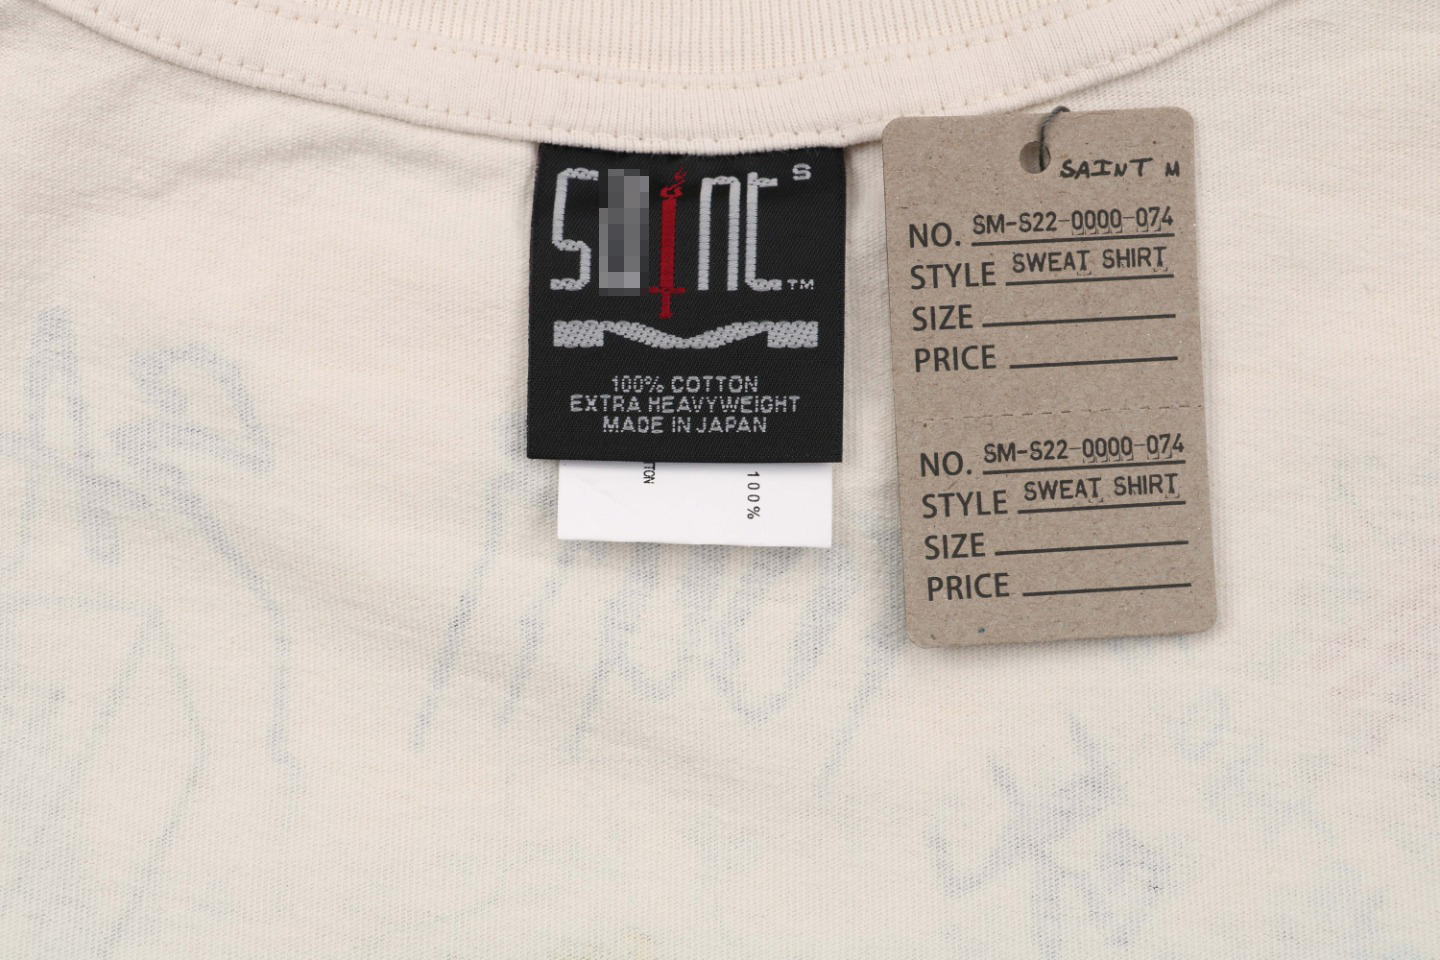 S
100% COTTON
EXTRA HEAVYWEIGHT
MADE IN JAPAN
100%
SAINT M
NO. SM-S22-0000-074
STYLE SWEAT SHIRT
SIZE
PRICE
NO. SM-S22-0000-074
STYLE SWEAT SHIRT
SIZE
PRICE